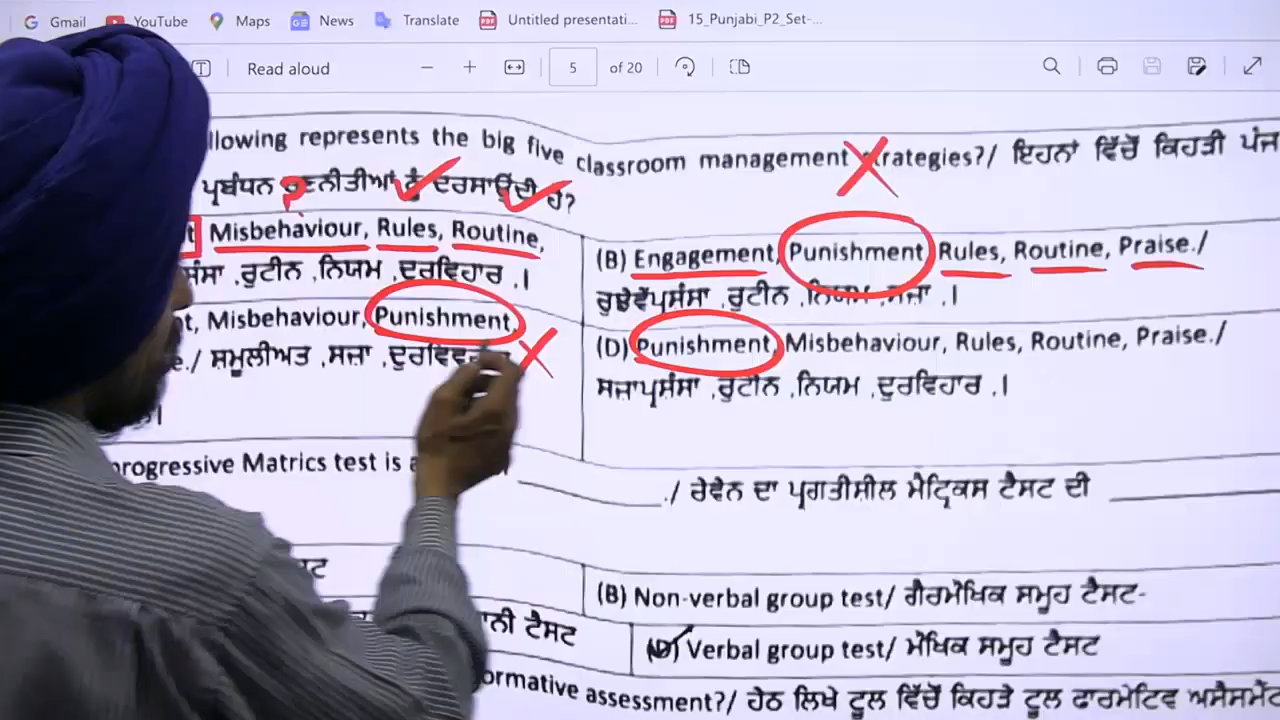 Gmail YouTube Maps News Translate Untitled presentati... 15_Punjabi_P2_Set-...
Read aloud 5 of 20
llowing represents the big five classroom management strategies?/ ਇਹਨਾਂ ਵਿੱਚੋਂ ਕਿਹੜੀ ਪੰਜ
ਪ੍ਰਬੰਧਨ ਰਣਨੀਤੀਆਂ ਨੂੰ ਦਰਸਾਉਂਦੀ ਹੈ?
t Misbehaviour, Rules, Routine,
ਸੰਸਾ ,ਰੁਟੀਨ ,ਨਿਯਮ ,ਦੁਰਵਿਹਾਰ ,।
(B) Engagement, Punishment, Rules, Routine, Praise./
,ਰੁਟੀਨ ,ਨਿਯਮ ,ਸਜਾ ,।
t, Misbehaviour, Punishment,
e./ ਸ਼ਮੂਲੀਅਤ ,ਸਜ਼ਾ
(D) Punishment, Misbehaviour, Rules, Routine, Praise./
ਸਜ਼ਾਪ੍ਰਸੰਸਾ ,ਰੁਟੀਨ ,ਨਿਯਮ ,ਦੁਰਵਿਹਾਰ ,।
progressive Matrics test is a ./ ਰੇਵੇਨ ਦਾ ਪ੍ਰਗਤੀਸੀਲ ਮੈਟ੍ਰਿਕਸ ਟੈਸਟ ਦੀ
(B) Non-verbal group test/ ਗੈਰਮੌਖਿਕ ਸਮੂਹ ਟੈਸਟ-
ਟੈਸਟ
(D) Verbal group test/ ਮੌਖਿਕ ਸਮੂਹ ਟੈਸਟ
ormative assessment?/ ਹੇਠ ਲਿਖੇ ਟੂਲ ਵਿੱਚੋਂ ਕਿਹੜੇ ਟੂਲ ਫਾਰਮੇਟਿਵ ਅਸੈਸਮੈਂਟ